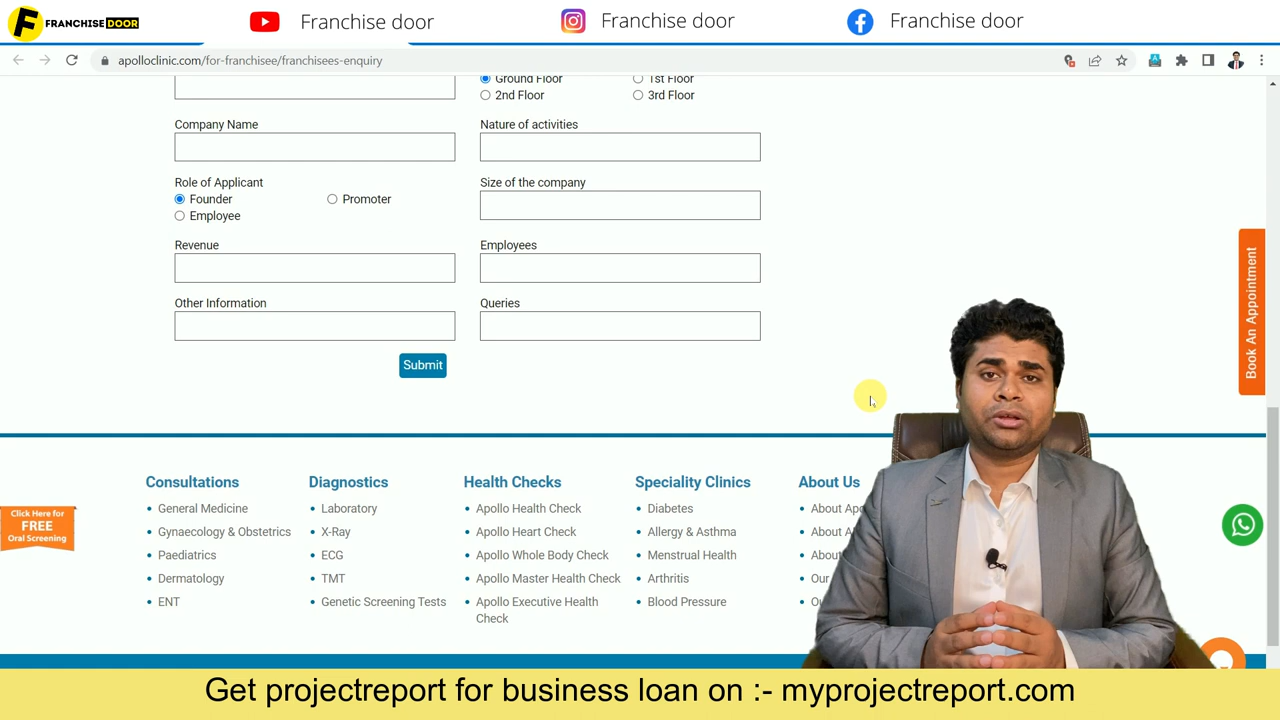 FRANCHISE DOOR
Franchise door
Franchise door
Franchise door
apolloclinic.com/for-franchisee/franchisees-enquiry
Ground Floor
1st Floor
2nd Floor
3rd Floor
Company Name
Nature of activities
Role of Applicant
Size of the company
Founder
Promoter
Employee
Revenue
Employees
Other Information
Queries
Submit
Book An Appointment
Click Here for
FREE
Oral Screening
Consultations
General Medicine
Gynaecology & Obstetrics
Paediatrics
Dermatology
ENT
Diagnostics
Laboratory
X-Ray
ECG
TMT
Genetic Screening Tests
Health Checks
Apollo Health Check
Apollo Heart Check
Apollo Whole Body Check
Apollo Master Health Check
Apollo Executive Health
Check
Speciality Clinics
Diabetes
Allergy & Asthma
Menstrual Health
Arthritis
Blood Pressure
About Us
About
About
About
Our
Get projectreport for business loan on :- myprojectreport.com